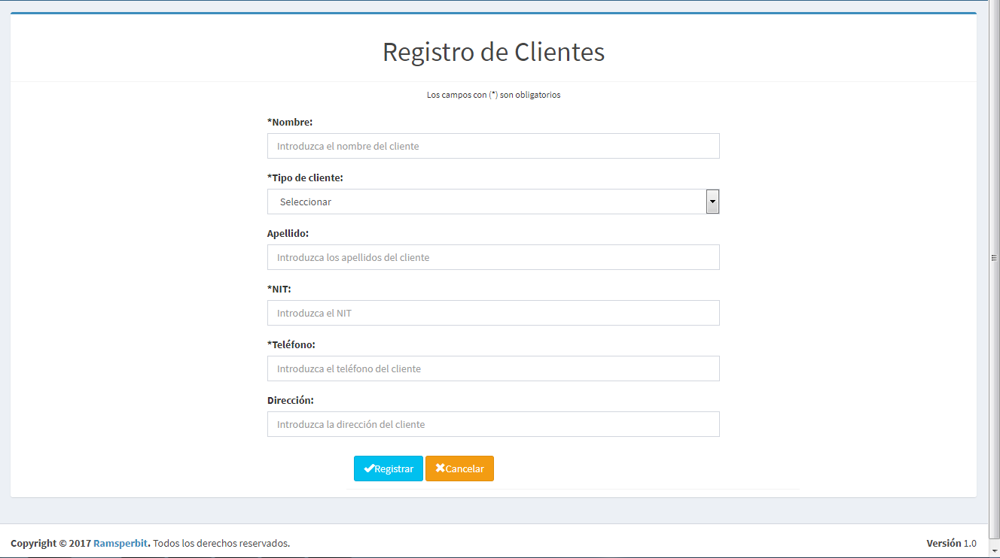 Registro de Clientes
Los campos con (*) son obligatorios
*Nombre:
Introduzca el nombre del cliente
*Tipo de cliente:
Seleccionar
Apellido:
Introduzca los apellidos del cliente
*NIT:
Introduzca el NIT
*Teléfono:
Introduzca el teléfono del cliente
Dirección:
Introduzca la dirección del cliente
Registrar Cancelar
Copyright © 2017 Ramsperbit. Todos los derechos reservados. Versión 1.0